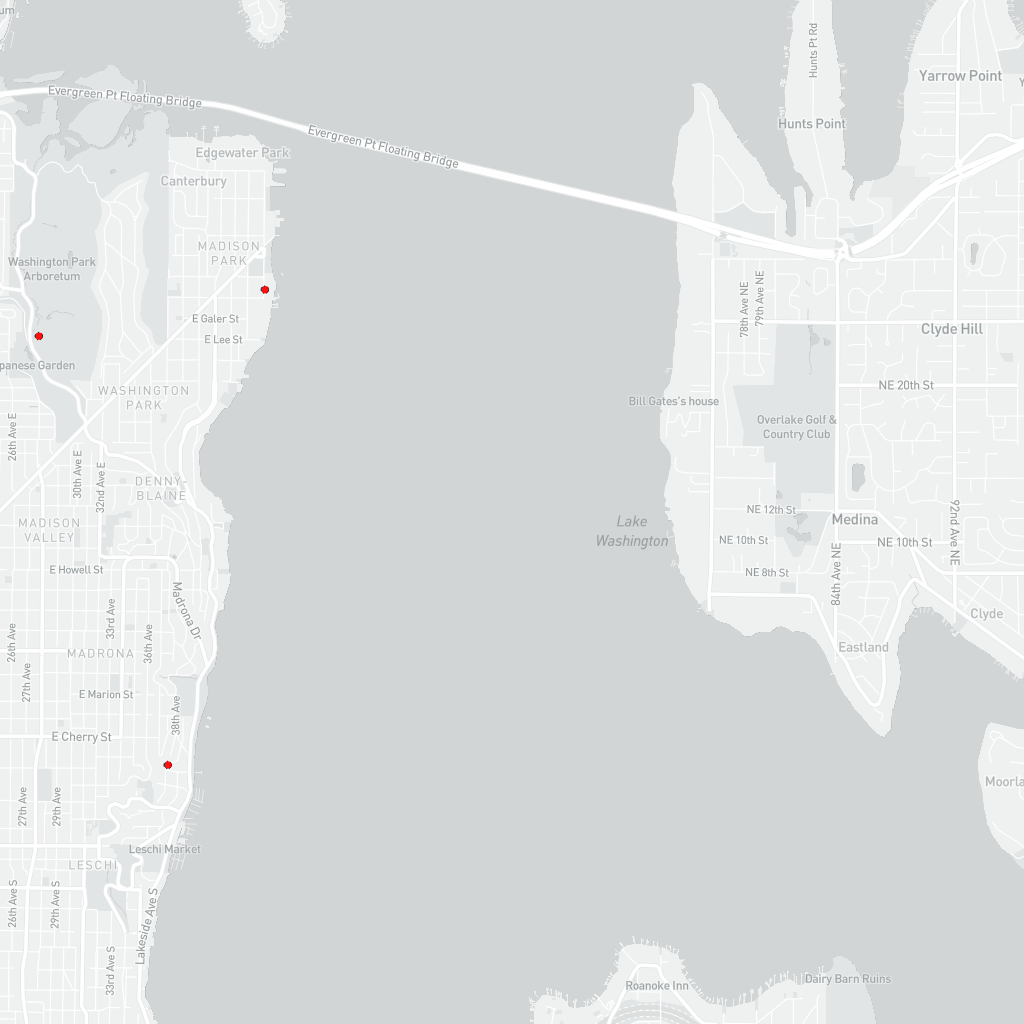 um
Hunts Pt Rd
Yarrow Point
Y
Evergreen Pt Floating Bridge
Hunts Point
Evergreen Pt Floating Bridge
Edgewater Park
Canterbury
MADISON
PARK
Washington Park
Arboretum
78th Ave NE
79th Ave NE
E Galer St
Clyde Hill
E Lee St
panese Garden
NE 20th St
WASHINGTON
PARK
Bill Gates's house
Overlake Golf &
Country Club
26th Ave E
30th Ave E
32nd Ave E
DENNY-
BLAINE
NE 12th St
Medina
92nd Ave NE
MADISON
VALLEY
Lake
Washington
NE 10th St
NE 10th St
E Howell St
NE 8th St
84th Ave NE
Madrona Dr
33rd Ave
Clyde
26th Ave
36th Ave
Eastland
MADRONA
27th Ave
E Marion St
38th Ave
E Cherry St
Moorla
27th Ave
29th Ave
Leschi Market
LESCHI
26th Ave S
29th Ave S
Lakeside Ave S
33rd Ave S
Dairy Barn Ruins
Roanoke Inn